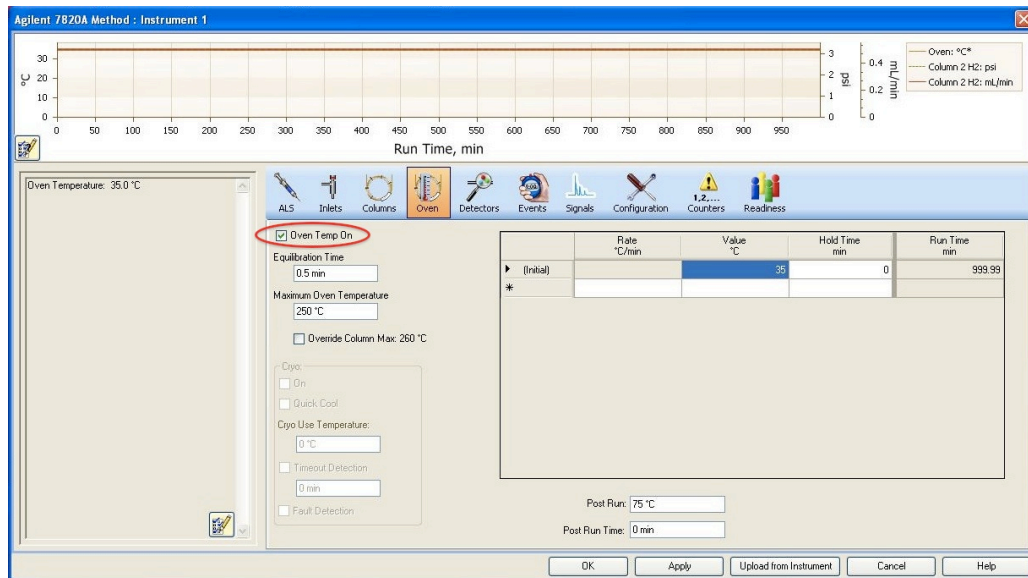 Agilent 7820A Method : Instrument 1
°C
30
20
10
0
3
2
1
0
psi
0.4
0.2
0
mL/min
Oven: °C*
Column 2 H2: psi
Column 2 H2: mL/min
0 50 100 150 200 250 300 350 400 450 500 550 600 650 700 750 800 850 900 950
Run Time, min
Oven Temperature: 35.0 °C
ALS Inlets Columns Oven Detectors Events Signals Configuration 1,2,... Counters Readiness
Oven Temp On
Equilibration Time
0.5 min
Maximum Oven Temperature
250 °C
Override Column Max: 260 °C
Cryo:
On
Quick Cool
Cryo Use Temperature:
0 °C
Timeout Detection
0 min
Fault Detection
Rate Value Hold Time Run Time
°C/min °C min min
(Initial) 35 0 999.99
Post Run: 75 °C
Post Run Time: 0 min
OK Apply Upload from Instrument Cancel Help